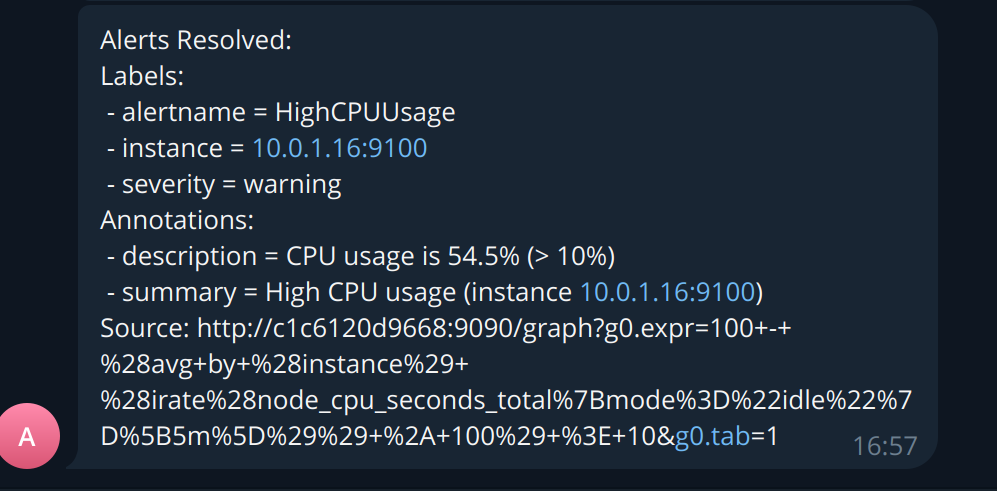 Alerts Resolved:
Labels:
- alertname = HighCPUUsage
- instance = 10.0.1.16:9100
- severity = warning
Annotations:
- description = CPU usage is 54.5% (> 10%)
- summary = High CPU usage (instance 10.0.1.16:9100)
Source: http://c1c6120d9668:9090/graph?g0.expr=100+-+
%28avg+by+%28instance%29+
%28irate%28node_cpu_seconds_total%7Bmode%3D%22idle%22%7
D%5B5m%5D%29%29+%2A+100%29+%3E+10&g0.tab=1
A
16:57